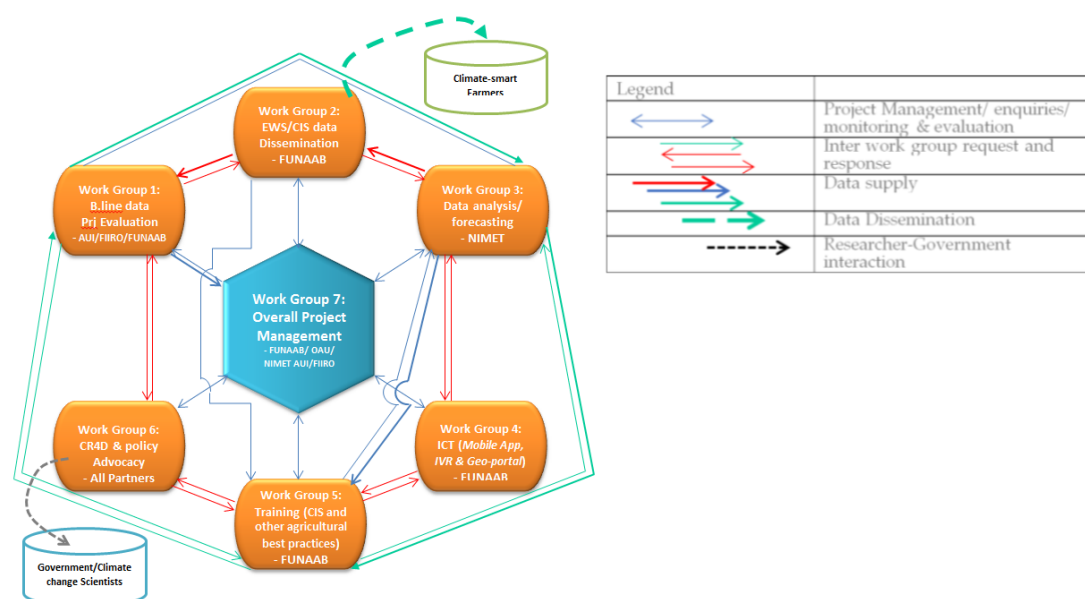 Climate-smart
Farmers
Work Group 2:
EWS/CIS data
Dissemination
- FUNAAB
Work Group 1:
B.line data
Prj Evaluation
- AUI/FIIRO/FUNAAB
Work Group 3:
Data analysis/
forecasting
- NIMET
Work Group 7:
Overall Project
Management
- FUNAAB/ OAU/
NIMET AUI/FIIRO
Work Group 6:
CR4D & policy
Advocacy
- All Partners
Work Group 4:
ICT (Mobile App,
IVR & Geo-portal)
- FUNAAB
Work Group 5:
Training (CIS and
other agricultural
best practices)
- FUNAAB
Government/Climate
change Scientists
Legend
Project Management/ enquiries/
monitoring & evaluation
Inter work group request and
response
Data supply
Data Dissemination
Researcher-Government
interaction